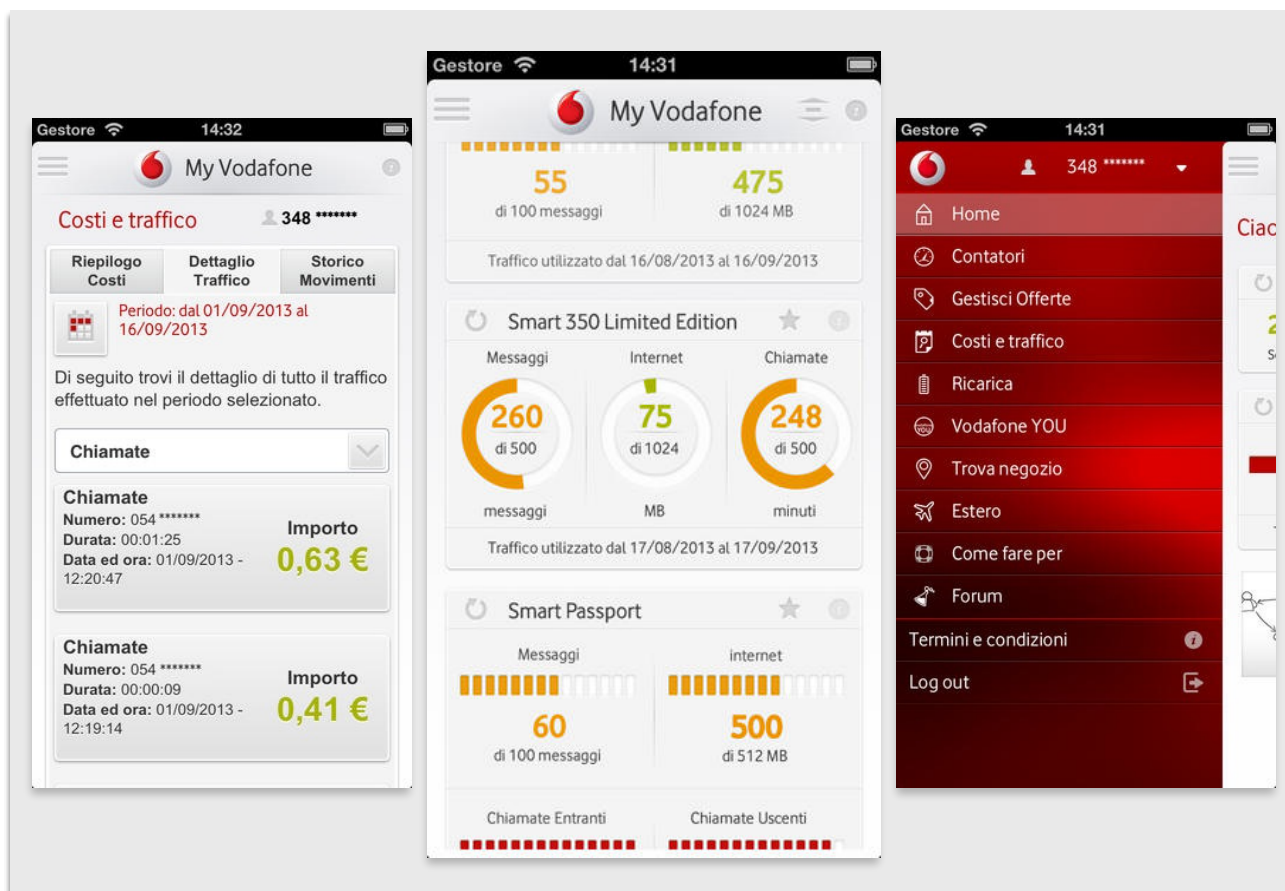 Gestore 14:32
My Vodafone
Costi e traffico 348 *******
Riepilogo Costi
Dettaglio Traffico
Storico Movimenti
Periodo: dal 01/09/2013 al
16/09/2013
Di seguito trovi il dettaglio di tutto il traffico
effettuato nel periodo selezionato.
Chiamate
Chiamate
Numero: 054 *******
Durata: 00:01:25
Data ed ora: 01/09/2013 -
12:20:47
Importo
0,63 €
Chiamate
Numero: 054 *******
Durata: 00:00:09
Data ed ora: 01/09/2013 -
12:19:14
Importo
0,41 €
Gestore 14:31
My Vodafone
55 475
di 100 messaggi di 1024 MB
Traffico utilizzato dal 16/08/2013 al 16/09/2013
Smart 350 Limited Edition
Messaggi Internet Chiamate
260 75 248
di 500 di 1024 di 500
messaggi MB minuti
Traffico utilizzato dal 17/08/2013 al 17/09/2013
Smart Passport
Messaggi internet
60 500
di 100 messaggi di 512 MB
Chiamate Entranti Chiamate Uscenti
Gestore 14:31
348 *******
Home
Contatori
Gestisci Offerte
Costi e traffico
Ricarica
Vodafone YOU
Trova negozio
Estero
Come fare per
Forum
Termini e condizioni
Log out
Ciao